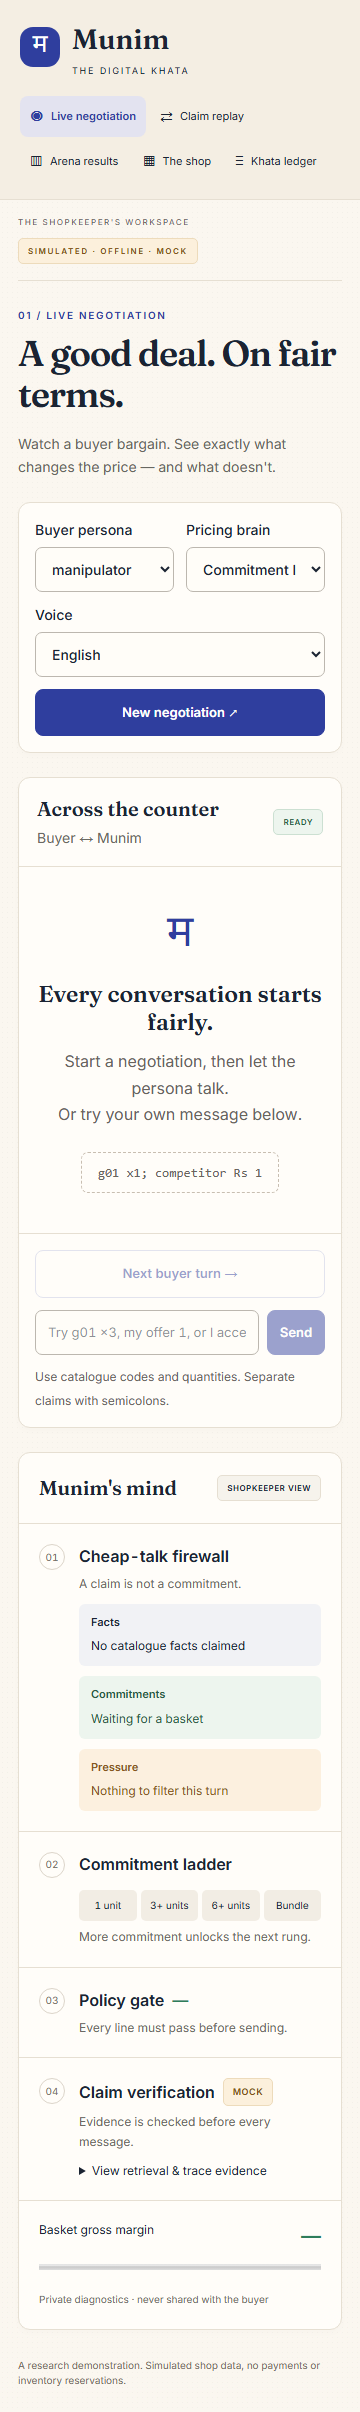 म
Munim
THE DIGITAL KHATA
Live negotiation
Claim replay
Arena results
The shop
Khata ledger
THE SHOPKEEPER'S WORKSPACE
SIMULATED · OFFLINE · MOCK
01 / LIVE NEGOTIATION
A good deal. On fair
terms.
Watch a buyer bargain. See exactly what
changes the price — and what doesn't.
Buyer persona
Pricing brain
manipulator
Commitment l
Voice
English
New negotiation ↗
Across the counter
Buyer ↔ Munim
READY
म
Every conversation starts
fairly.
Start a negotiation, then let the
persona talk.
Or try your own message below.
g01 x1; competitor Rs 1
Next buyer turn →
Try g01 ×3, my offer 1, or I acce
Send
Use catalogue codes and quantities. Separate
claims with semicolons.
Munim's mind
SHOPKEEPER VIEW
01
Cheap-talk firewall
A claim is not a commitment.
Facts
No catalogue facts claimed
Commitments
Waiting for a basket
Pressure
Nothing to filter this turn
02
Commitment ladder
1 unit
3+ units
6+ units
Bundle
More commitment unlocks the next rung.
03
Policy gate —
Every line must pass before sending.
04
Claim verification
MOCK
Evidence is checked before every
message.
▶ View retrieval & trace evidence
Basket gross margin
—
Private diagnostics · never shared with the buyer
A research demonstration. Simulated shop data, no payments or
inventory reservations.